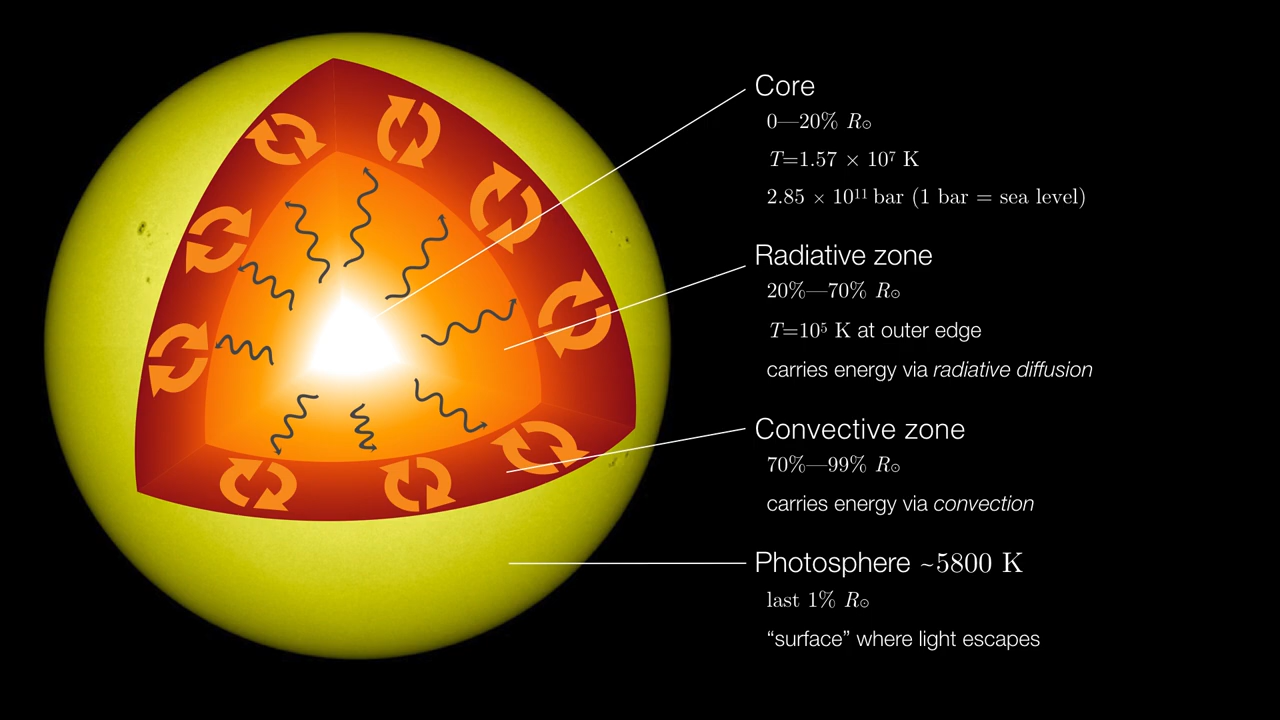 Core
0—20% R☉
T=1.57 × 10⁷ K
2.85 × 10¹¹ bar (1 bar = sea level)
Radiative zone
20%—70% R☉
T=10⁵ K at outer edge
carries energy via radiative diffusion
Convective zone
70%—99% R☉
carries energy via convection
Photosphere ~5800 K
last 1% R☉
“surface” where light escapes